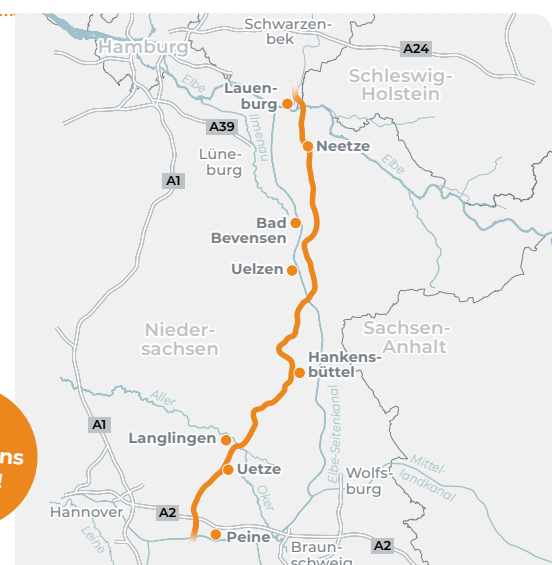 Schwarzen-
bek
Hamburg
A24
Schleswig-
Holstein
Elbe
Lauen-
burg
A39
Ilmenau
Neetze
Lüne-
burg
Elbe
A1
Bad
Bevensen
Uelzen
Nieder-
sachsen
Sachsen-
Anhalt
Hankens-
büttel
Aller
Elbe-Seitenkanal
A1
Langlingen
ns
!
Uetze
Mittel-
landkanal
Wolfs-
burg
Oker
Hannover
A2
Leine
Peine
Braun-
schweig
A2